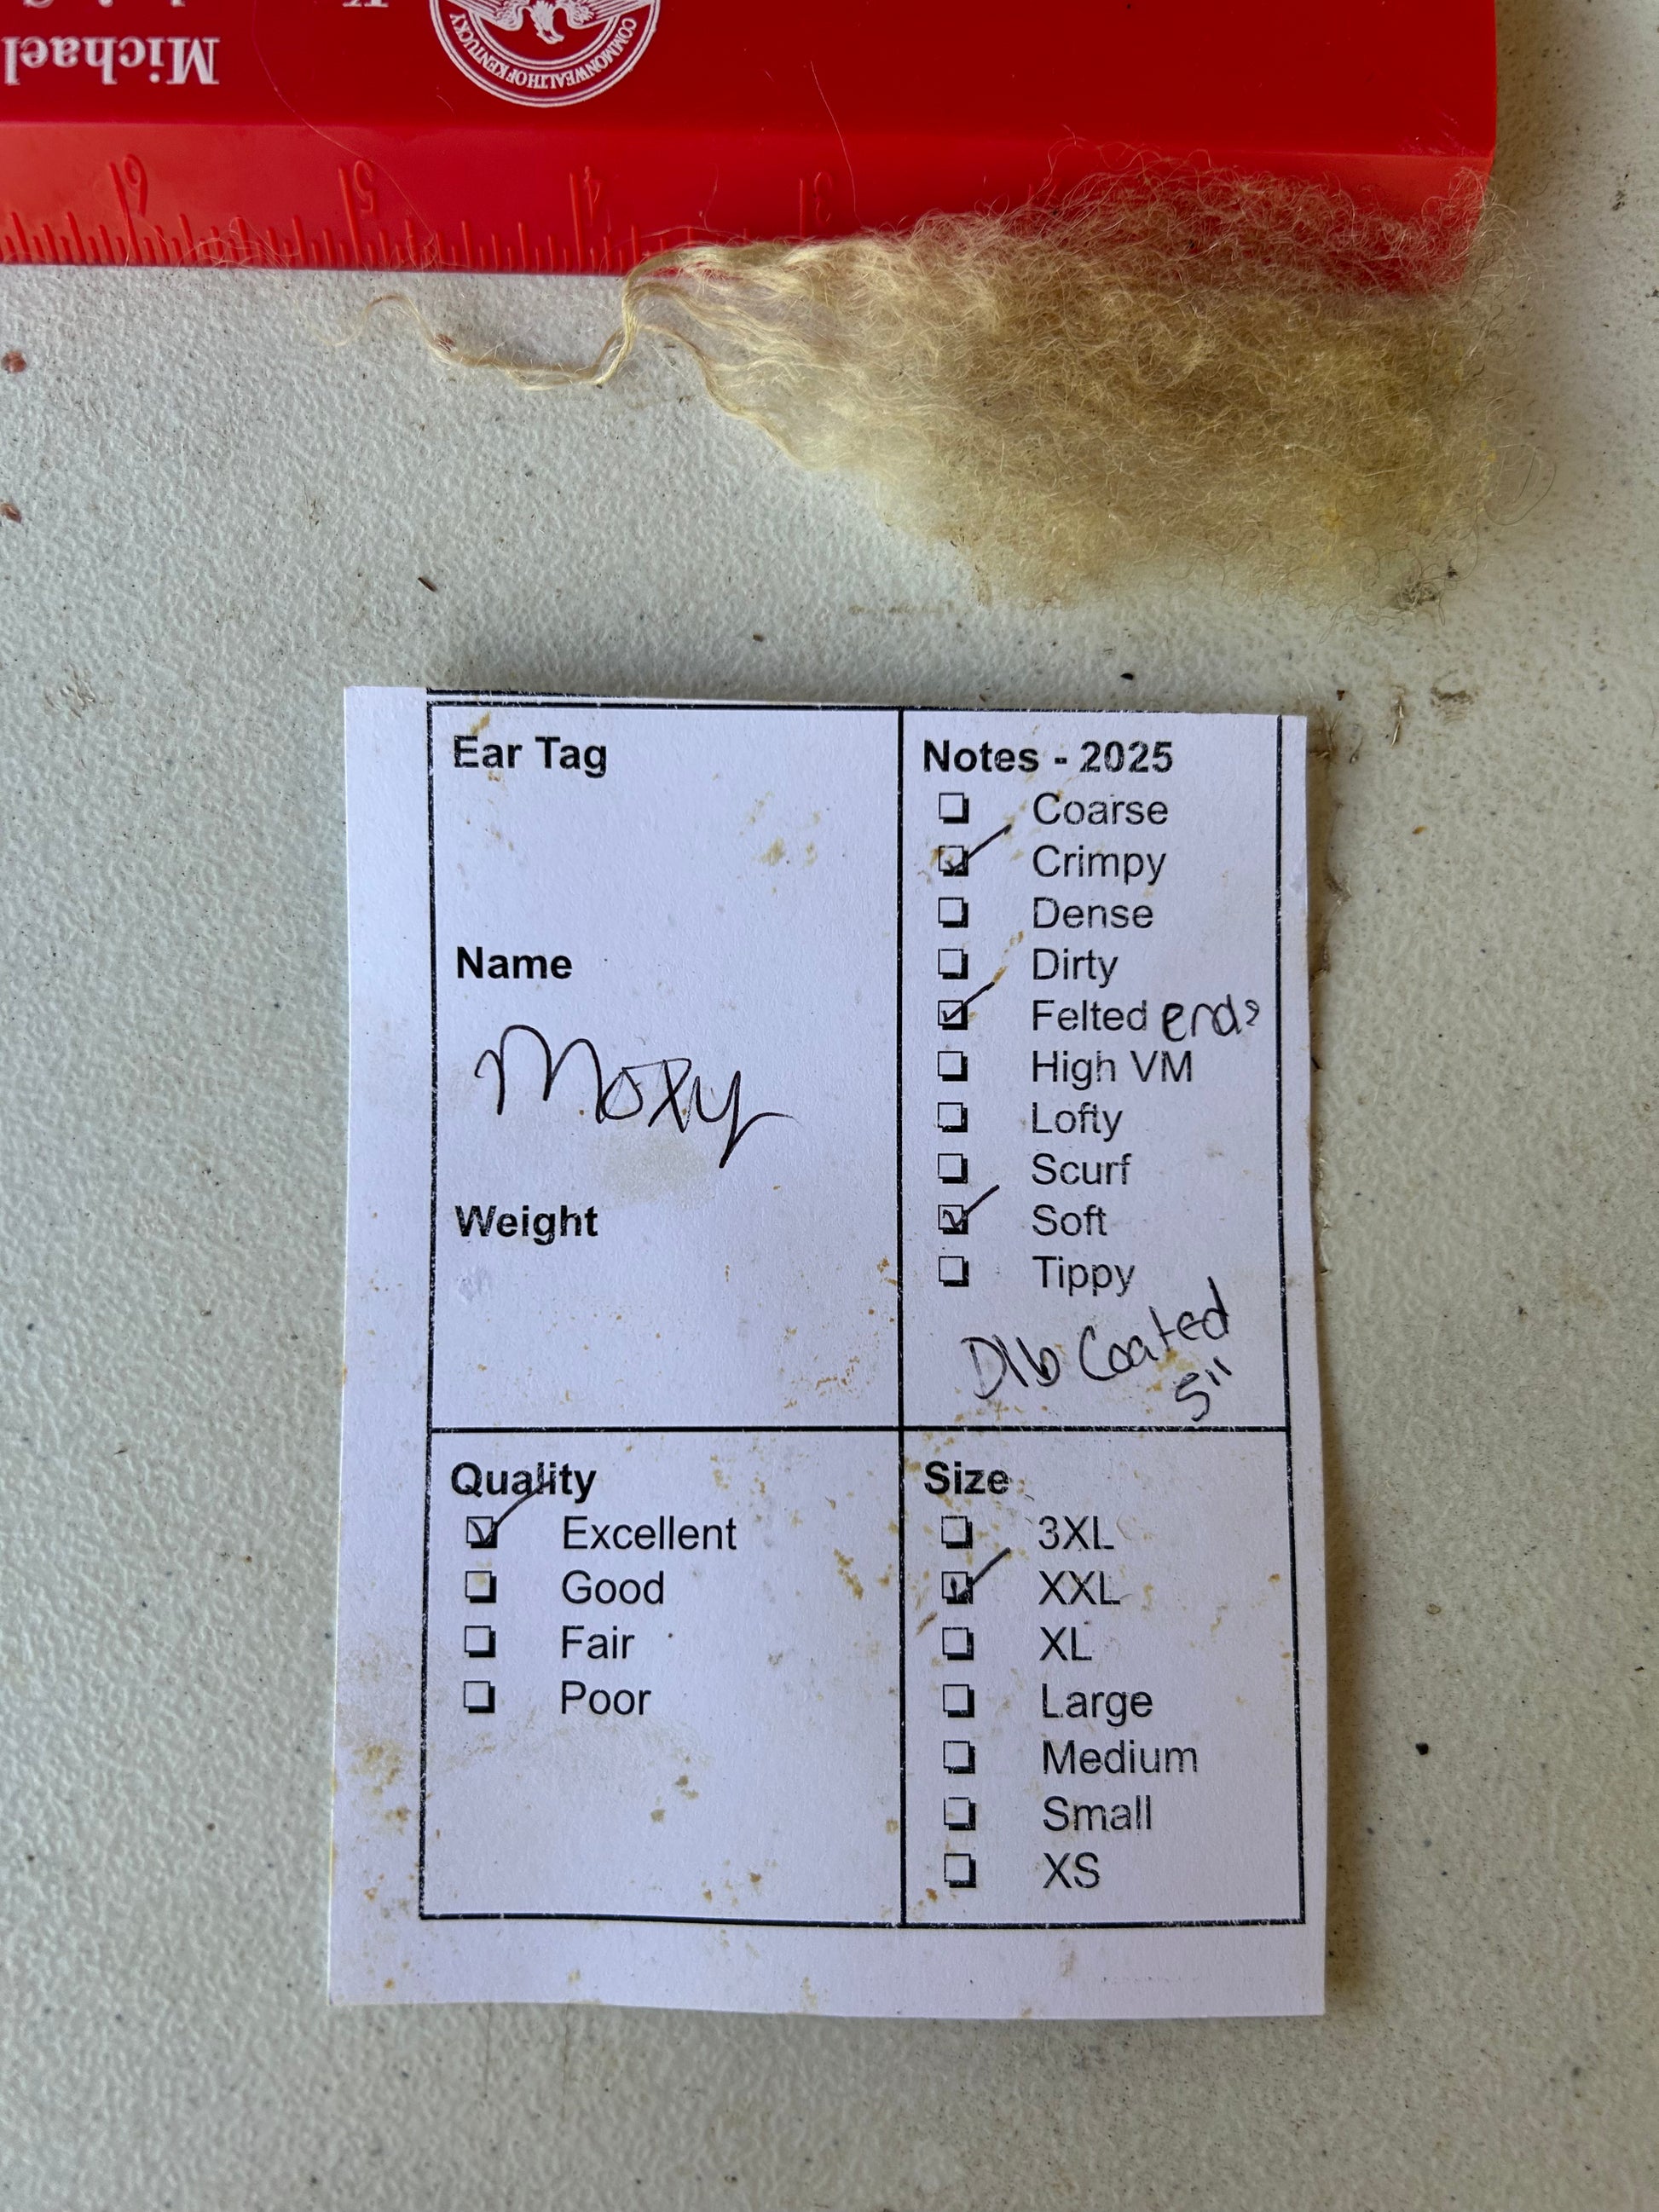 Michael
COMMONWEALTH OF KENTUCKY
6 5 4 3
Ear Tag
Name
Moxy
Weight
Notes - 2025
Coarse
Crimpy
Dense
Dirty
Felted ends
High VM
Lofty
Scurf
Soft
Tippy
Dlb Coated
5"
Quality
Excellent
Good
Fair
Poor
Size
3XL
XXL
XL
Large
Medium
Small
XS